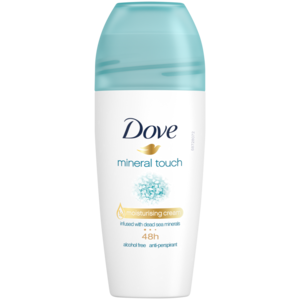 Dove
mineral touch
moisturising cream
infused with dead sea minerals
48h
alcohol free anti-perspirant